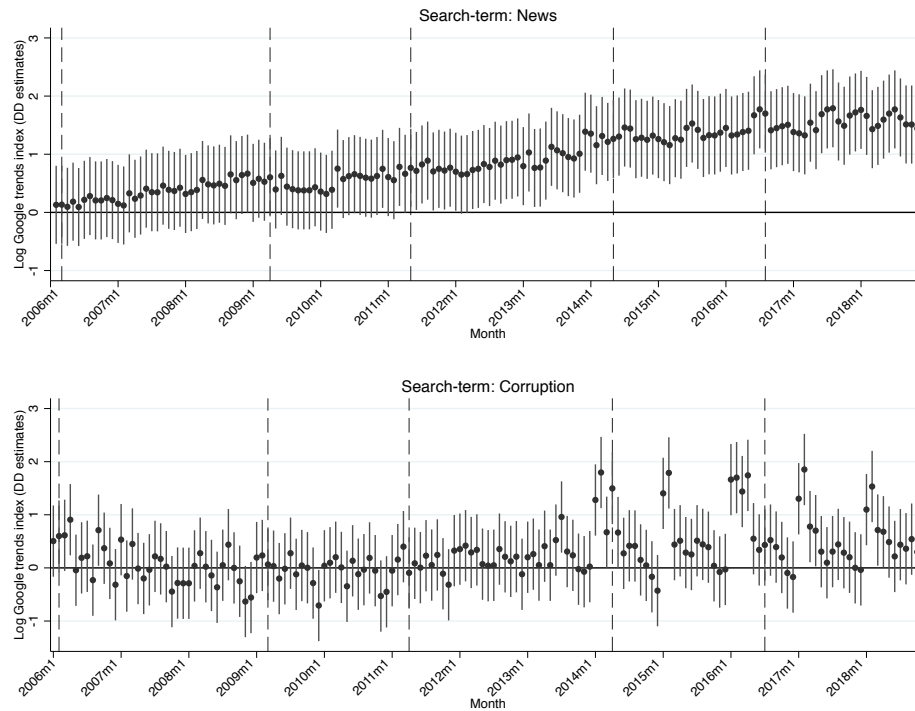 Search-term: News
Log Google trends index (DD estimates)
3
2
1
0
-1
2006m1
2007m1
2008m1
2009m1
2010m1
2011m1
2012m1
2013m1
2014m1
2015m1
2016m1
2017m1
2018m1
Month
Search-term: Corruption
Log Google trends index (DD estimates)
3
2
1
0
-1
2006m1
2007m1
2008m1
2009m1
2010m1
2011m1
2012m1
2013m1
2014m1
2015m1
2016m1
2017m1
2018m1
Month